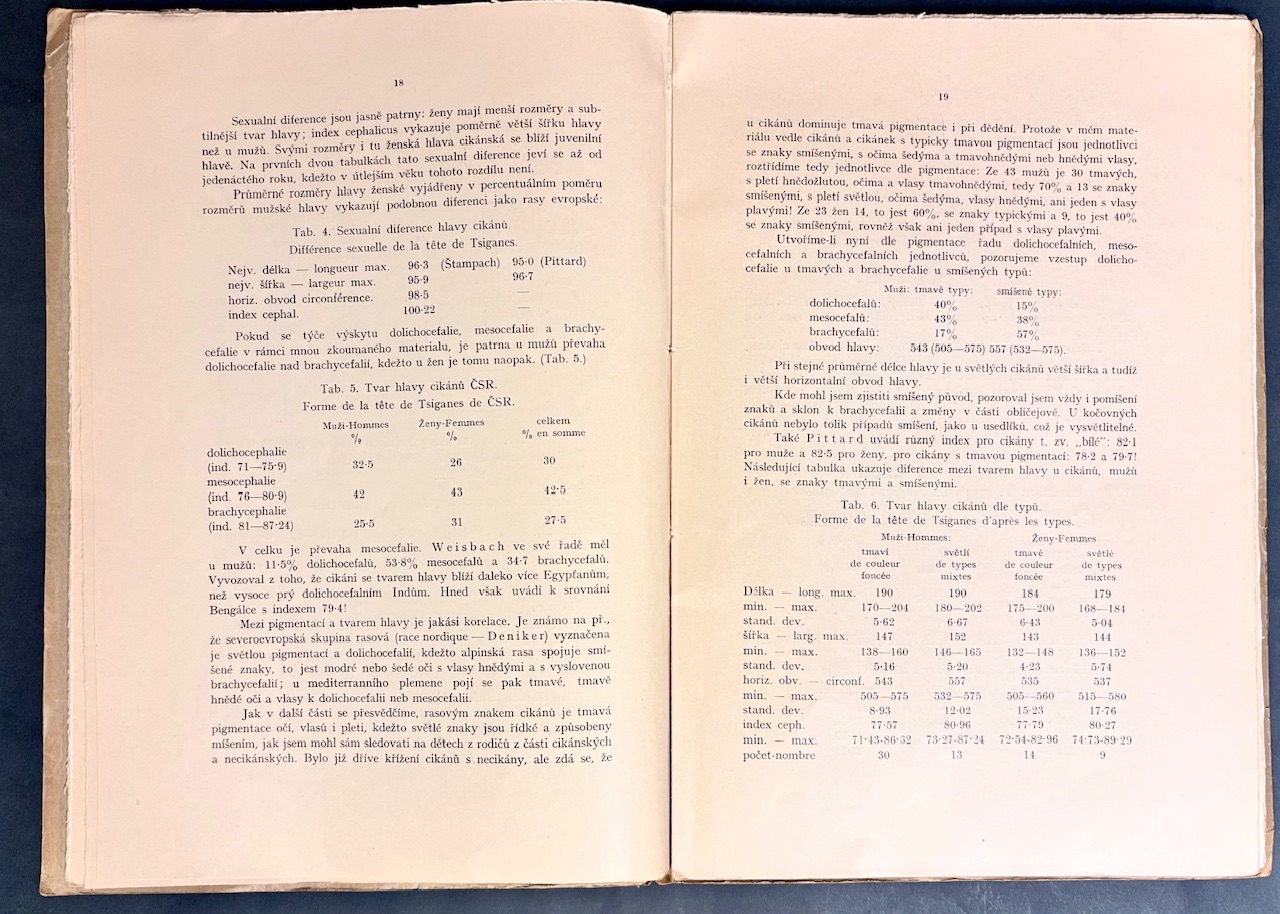 18
Sexualní diference jsou jasně patrny: ženy mají menší rozměry a sub-
tilnější tvar hlavy; index cephalicus vykazuje poměrně větší šířku hlavy
než u mužů. Svými rozměry i tu ženská hlava cikánská se blíží juvenilní
hlavě. Na prvních dvou tabulkách tato sexualní diference jeví se až od
jedenáctého roku, kdežto v útlejším věku tohoto rozdílu není.
Průměrné rozměry hlavy ženské vyjádřeny v percentuálním poměru
rozměrů mužské hlavy vykazují podobnou diferenci jako rasy evropské:
Tab. 4. Sexualní diference hlavy cikánů
Différence sexuelle de la tête de Tsiganes.
Nejv. délka — longueur max. 96·3 (Štampach) 95·0 (Pittard)
nejv. šířka — largeur max. 95·9 96·7
horiz. obvod circonférence. 98·5 —
index cephal. 100·22 —
Pokud se týče výskytu dolichocefalie, mesocefalie a brachy-
cefalie v rámci mnou zkoumaného materialu, je patrna u mužů převaha
dolichocefalie nad brachycefalií, kdežto u žen je tomu naopak. (Tab. 5.)
Tab. 5. Tvar hlavy cikánů ČSR.
Forme de la tête de Tsiganes de ČSR.
Muži-Hommes Ženy-Femmes celkem
% % % en somme
dolichocephalie
(ind. 71—75·9) 32·5 26 30
mesocephalie
(ind. 76—80·9) 42 43 42·5
brachycephalie
(ind. 81—87·24) 25·5 31 27·5
V celku je převaha mesocefalie. Weisbach ve své řadě měl
u mužů: 11·5% dolichocefalů, 53·8% mesocefalů a 34·7 brachycefalů.
Vyvozoval z toho, že cikáni se tvarem hlavy blíží daleko více Egypťanům,
než vysoce prý dolichocefalním Indům. Hned však uvádí k srovnání
Bengálce s indexem 79·4!
Mezi pigmentací a tvarem hlavy je jakási korelace. Je známo na př.,
že severoevropská skupina rasová (race nordique — Deniker) vyznačena
je světlou pigmentací a dolichocefalií, kdežto alpinská rasa spojuje smí-
šené znaky, to jest modré nebo šedé oči s vlasy hnědými a s vyslovenou
brachycefalií; u mediterranního plemene pojí se pak tmavé, tmavě
hnědé oči a vlasy k dolichocefalii neb mesocefalii.
Jak v další části se přesvědčíme, rasovým znakem cikánů je tmavá
pigmentace očí, vlasů i pleti, kdežto světlé znaky jsou řídké a způsobeny
míšením, jak jsem mohl sám sledovati na dětech z rodičů z části cikánských
a necikánských. Bylo již dříve křížení cikánů s necikány, ale zdá se, že
19
u cikánů dominuje tmavá pigmentace i při dědění. Protože v mém mate-
riálu vedle cikánů a cikánek s typicky tmavou pigmentací jsou jednotlivci
se znaky smíšenými, s očima šedýma a tmavohnědými neb hnědými vlasy,
roztřídíme tedy jednotlivce dle pigmentace: Ze 43 mužů je 30 tmavých,
s pletí hnědožlutou, očima a vlasy tmavohnědými, tedy 70% a 13 se znaky
smíšenými, s pletí světlou, očima šedýma, vlasy hnědými, ani jeden s vlasy
plavými! Ze 23 žen 14, to jest 60%, se znaky typickými a 9, to jest 40%
se znaky smíšenými, rovněž však ani jeden případ s vlasy plavými.
Utvoříme-li nyní dle pigmentace řadu dolichocefalních, meso-
cefalních a brachycefalních jednotlivců, pozorujeme vzestup dolicho-
cefalie u tmavých a brachycefalie u smíšených typů:
Muži: tmavé typy: smíšené typy:
dolichocefalů: 40% 15%
mesocefalů: 43% 38%
brachycefalů: 17% 57%
obvod hlavy: 543 (505—575) 557 (532—575).
Při stejné průměrné délce hlavy je u světlých cikánů větší šířka a tudíž
i větší horizontalní obvod hlavy.
Kde mohl jsem zjistiti smíšený původ, pozoroval jsem vždy i pomíšení
znaků a sklon k brachycefalii a změny v části obličejové. U kočovných
cikánů nebylo tolik případů smíšení, jako u usedlíků, což je vysvětlitelné.
Také Pittard uvádí různý index pro cikány t. zv. „bílé“: 82·1
pro muže a 82·5 pro ženy, pro cikány s tmavou pigmentací: 78·2 a 79·7!
Následující tabulka ukazuje diference mezi tvarem hlavy u cikánů, mužů
i žen, se znaky tmavými a smíšenými.
Tab. 6. Tvar hlavy cikánů dle typů.
Forme de la tête de Tsiganes d'après les types.
Muži-Hommes: Ženy-Femmes
tmaví světlí tmavé světlé
de couleur de types de couleur de types
foncée mixtes foncée mixtes
Délka — long. max. 190 190 184 179
min. — max. 170—204 180—202 175—200 168—184
stand. dev. 5·62 6·67 6·43 5·04
šířka — larg. max. 147 152 143 144
min. — max. 138—160 146—165 132—148 136—152
stand. dev. 5·16 5·20 4·23 5·74
horiz. obv. — circonf. 543 557 535 537
min. — max. 505—575 532—575 505—560 515—580
stand. dev. 8·93 12·02 15·23 17·76
index ceph. 77·57 80·96 77·79 80·27
min. — max. 71·43-86·62 73·27-87·24 72·54-82·96 74·73-89·29
počet-nombre 30 13 14 9